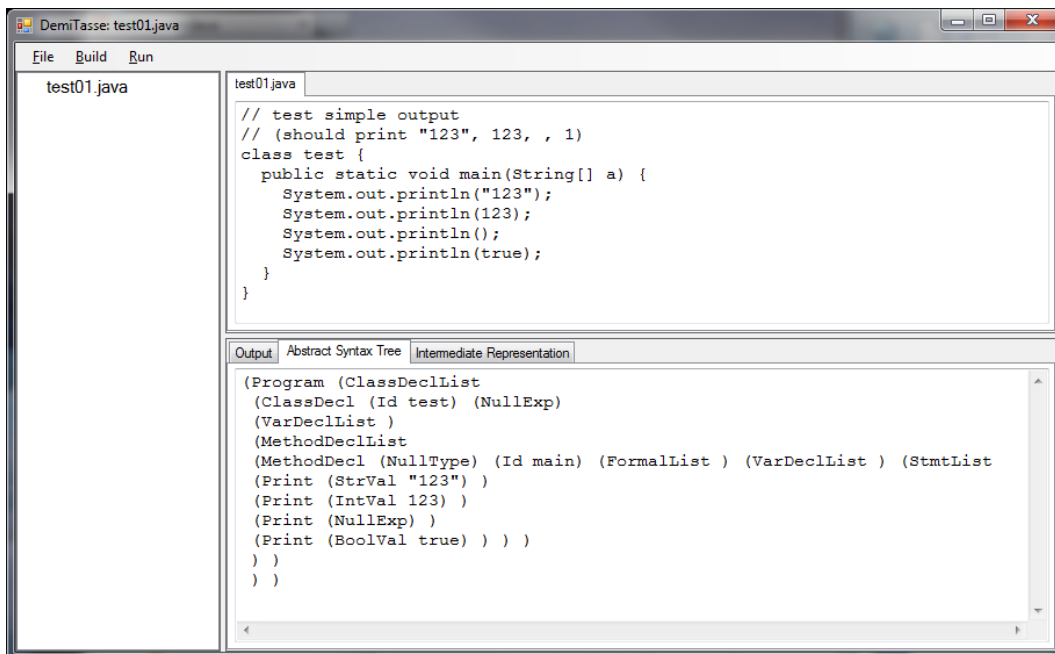 DemiTasse: test01.java
File Build Run
test01.java
test01.java
// test simple output
// (should print "123", 123, , 1)
class test {
  public static void main(String[] a) {
    System.out.println("123");
    System.out.println(123);
    System.out.println();
    System.out.println(true);
  }
}
Output Abstract Syntax Tree Intermediate Representation
(Program (ClassDeclList
 (ClassDecl (Id test) (NullExp)
 (VarDeclList )
 (MethodDeclList
 (MethodDecl (NullType) (Id main) (FormalList ) (VarDeclList ) (StmtList
 (Print (StrVal "123") )
 (Print (IntVal 123) )
 (Print (NullExp) )
 (Print (BoolVal true) ) ) )
 ) )
 ) )